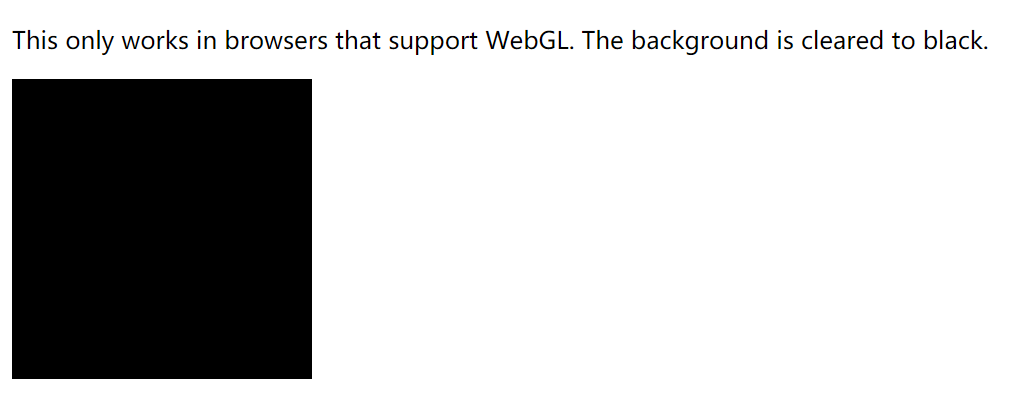 This only works in browsers that support WebGL. The background is cleared to black.